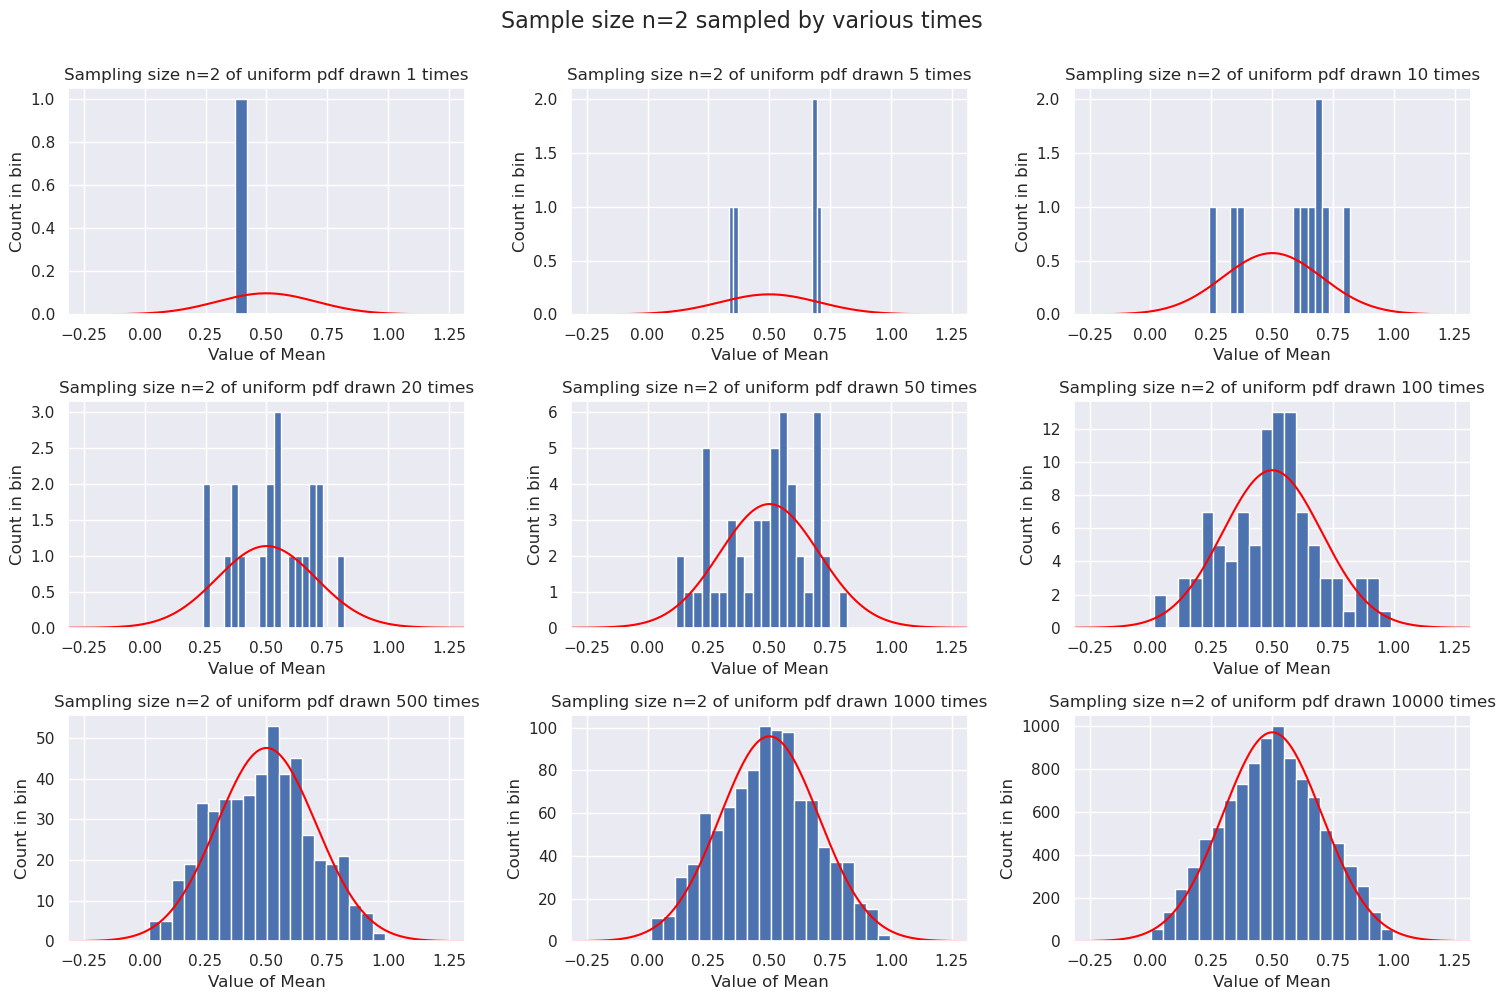 Sample size n=2 sampled by various times
Sampling size n=2 of uniform pdf drawn 1 times
1.0
0.8
0.6
0.4
0.2
0.0
Count in bin
−0.25 0.00 0.25 0.50 0.75 1.00 1.25
Value of Mean
Sampling size n=2 of uniform pdf drawn 5 times
2.0
1.5
1.0
0.5
0.0
Count in bin
−0.25 0.00 0.25 0.50 0.75 1.00 1.25
Value of Mean
Sampling size n=2 of uniform pdf drawn 10 times
2.0
1.5
1.0
0.5
0.0
Count in bin
−0.25 0.00 0.25 0.50 0.75 1.00 1.25
Value of Mean
Sampling size n=2 of uniform pdf drawn 20 times
3.0
2.5
2.0
1.5
1.0
0.5
0.0
Count in bin
−0.25 0.00 0.25 0.50 0.75 1.00 1.25
Value of Mean
Sampling size n=2 of uniform pdf drawn 50 times
6
5
4
3
2
1
0
Count in bin
−0.25 0.00 0.25 0.50 0.75 1.00 1.25
Value of Mean
Sampling size n=2 of uniform pdf drawn 100 times
12
10
8
6
4
2
0
Count in bin
−0.25 0.00 0.25 0.50 0.75 1.00 1.25
Value of Mean
Sampling size n=2 of uniform pdf drawn 500 times
50
40
30
20
10
0
Count in bin
−0.25 0.00 0.25 0.50 0.75 1.00 1.25
Value of Mean
Sampling size n=2 of uniform pdf drawn 1000 times
100
80
60
40
20
0
Count in bin
−0.25 0.00 0.25 0.50 0.75 1.00 1.25
Value of Mean
Sampling size n=2 of uniform pdf drawn 10000 times
1000
800
600
400
200
0
Count in bin
−0.25 0.00 0.25 0.50 0.75 1.00 1.25
Value of Mean